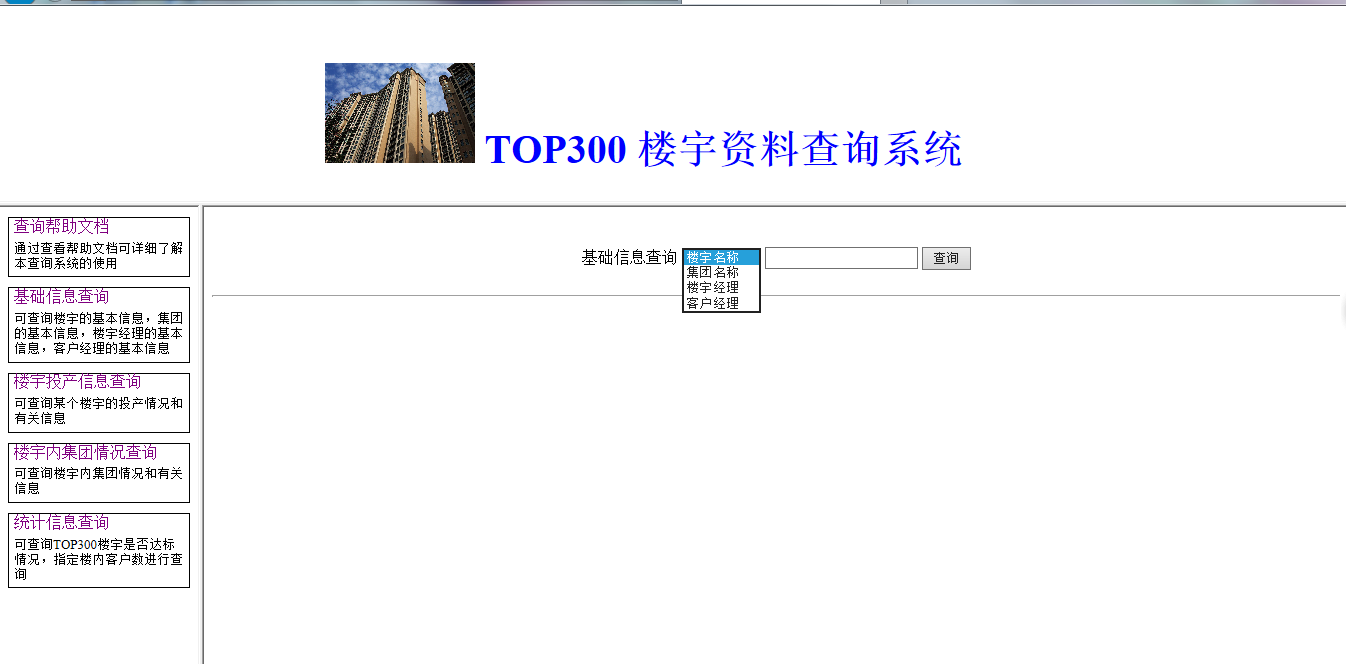 TOP300 楼宇资料查询系统
查询帮助文档
通过查看帮助文档可详细了解
本查询系统的使用
基础信息查询
可查询楼宇的基本信息，集团
的基本信息，楼宇经理的基本
信息，客户经理的基本信息
楼宇投产信息查询
可查询某个楼宇的投产情况和
有关信息
楼宇内集团情况查询
可查询楼宇内集团情况和有关
信息
统计信息查询
可查询TOP300楼宇是否达标
情况，指定楼内客户数进行查
询
基础信息查询 楼宇名称 查询
集团名称
楼宇经理
客户经理